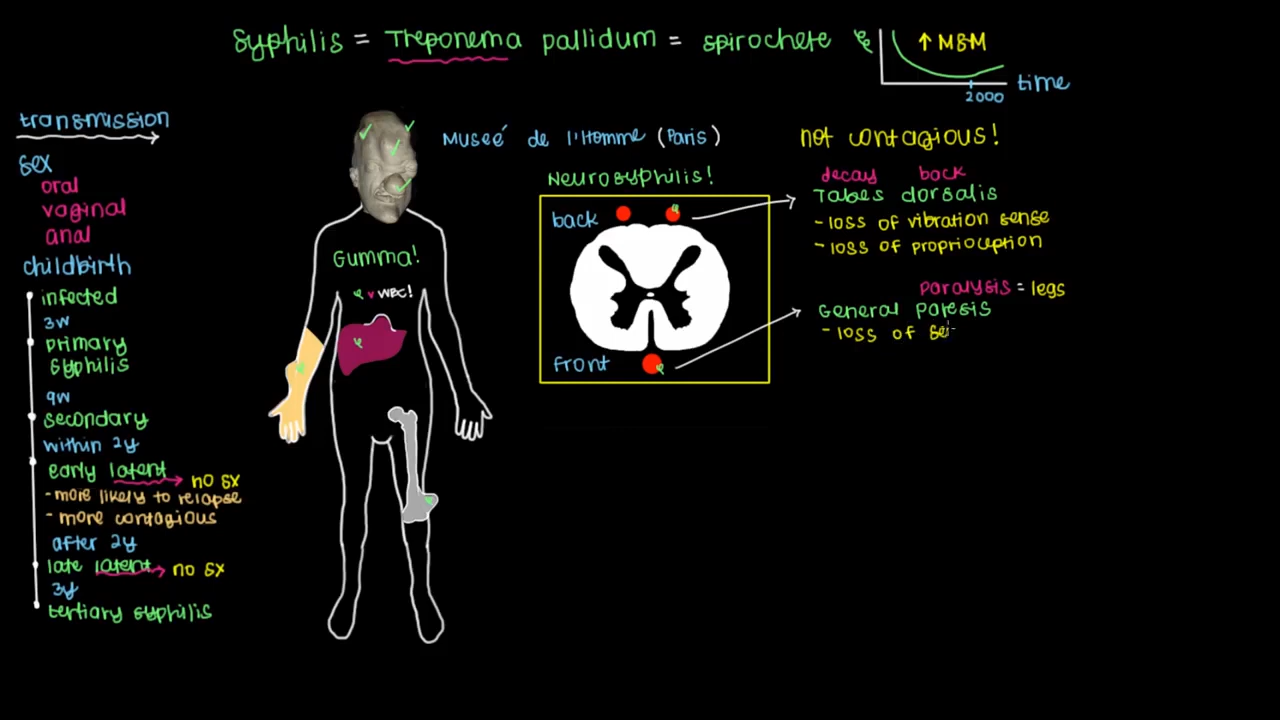 syphilis = Treponema pallidum = spirochete
↑ MSM
time
2000
transmission
sex
oral
vaginal
anal
childbirth
infected
3w
primary
syphilis
9w
secondary
within 2y
early latent → no sx
- more likely to relapse
- more contagious
after 2y
late latent → no sx
3y
tertiary syphilis
Museé de l'Homme (Paris)
Gumma!
v WBC!
Neurosyphilis!
back
front
not contagious!
decay back
Tabes dorsalis
- loss of vibration sense
- loss of proprioception
paralysis = legs
General paresis
- loss of se